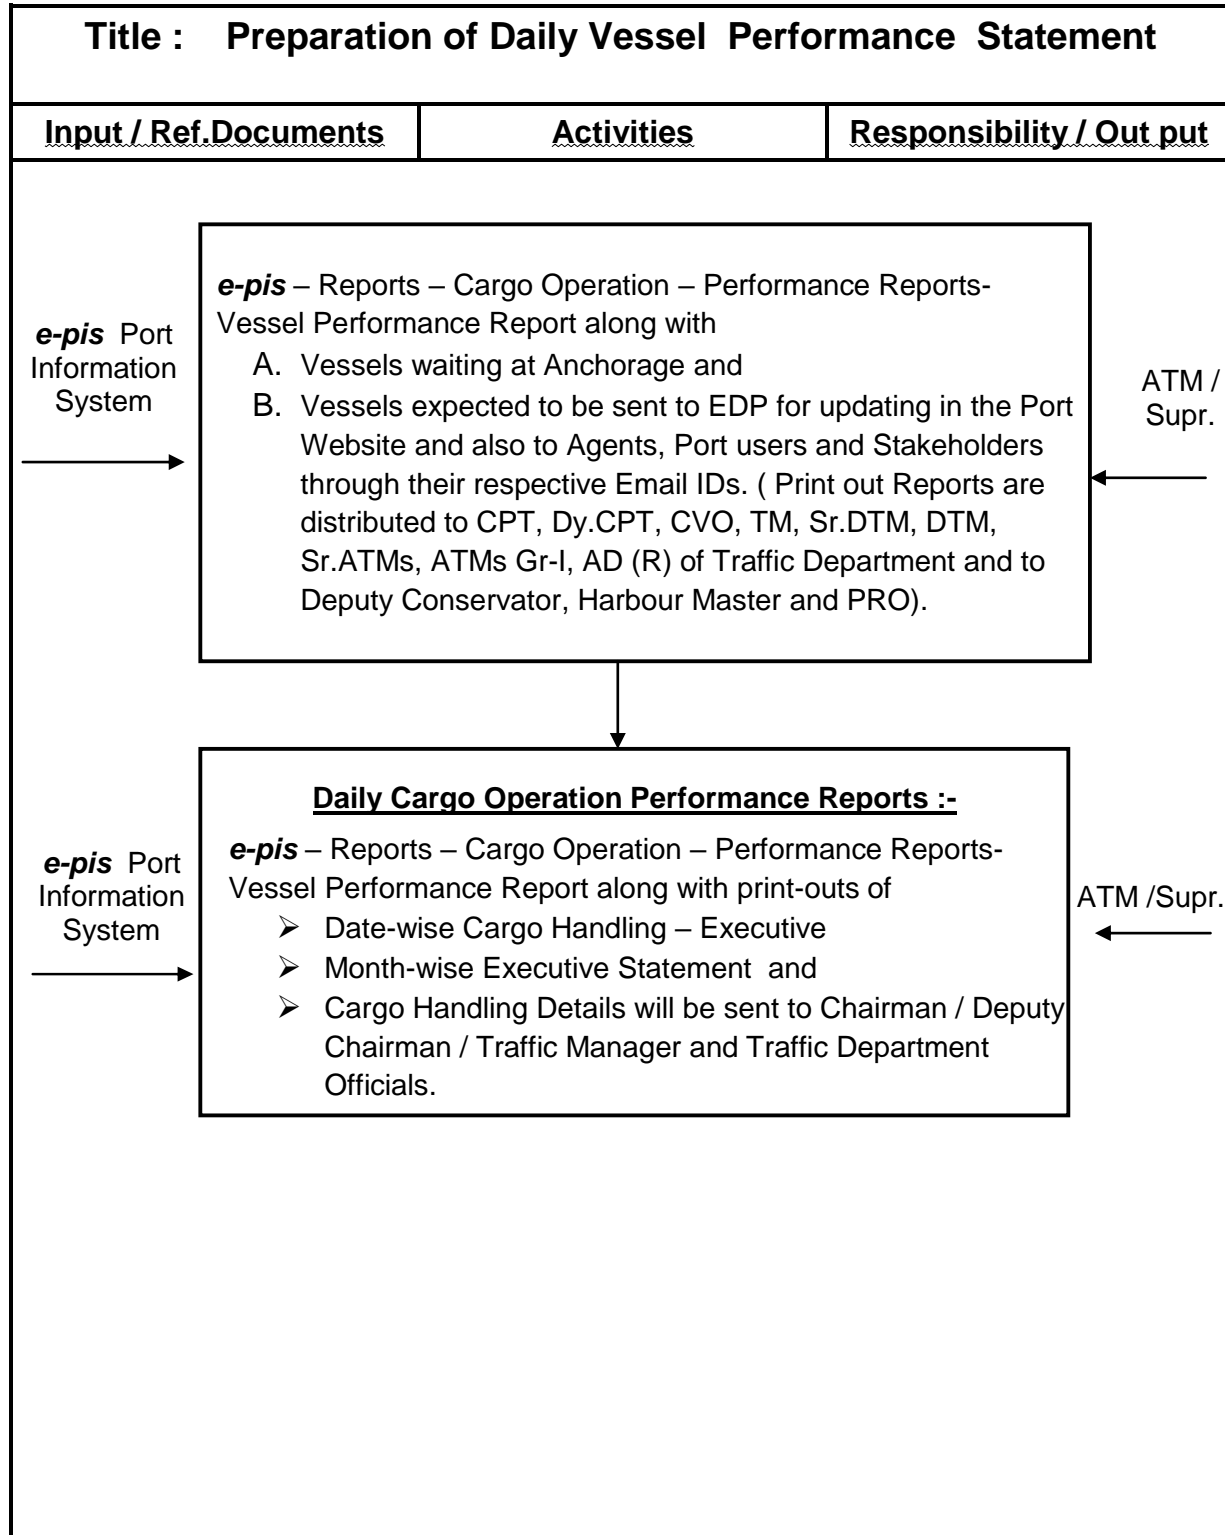 Title : Preparation of Daily Vessel Performance Statement
Input / Ref.Documents
Activities
Responsibility / Out put
e-pis Port
Information
System
e-pis – Reports – Cargo Operation – Performance Reports-
Vessel Performance Report along with
A. Vessels waiting at Anchorage and
B. Vessels expected to be sent to EDP for updating in the Port
Website and also to Agents, Port users and Stakeholders
through their respective Email IDs. ( Print out Reports are
distributed to CPT, Dy.CPT, CVO, TM, Sr.DTM, DTM,
Sr.ATMs, ATMs Gr-I, AD (R) of Traffic Department and to
Deputy Conservator, Harbour Master and PRO).
ATM /
Supr.
e-pis Port
Information
System
Daily Cargo Operation Performance Reports :-
e-pis – Reports – Cargo Operation – Performance Reports-
Vessel Performance Report along with print-outs of
➢ Date-wise Cargo Handling – Executive
➢ Month-wise Executive Statement and
➢ Cargo Handling Details will be sent to Chairman / Deputy
Chairman / Traffic Manager and Traffic Department
Officials.
ATM /Supr.